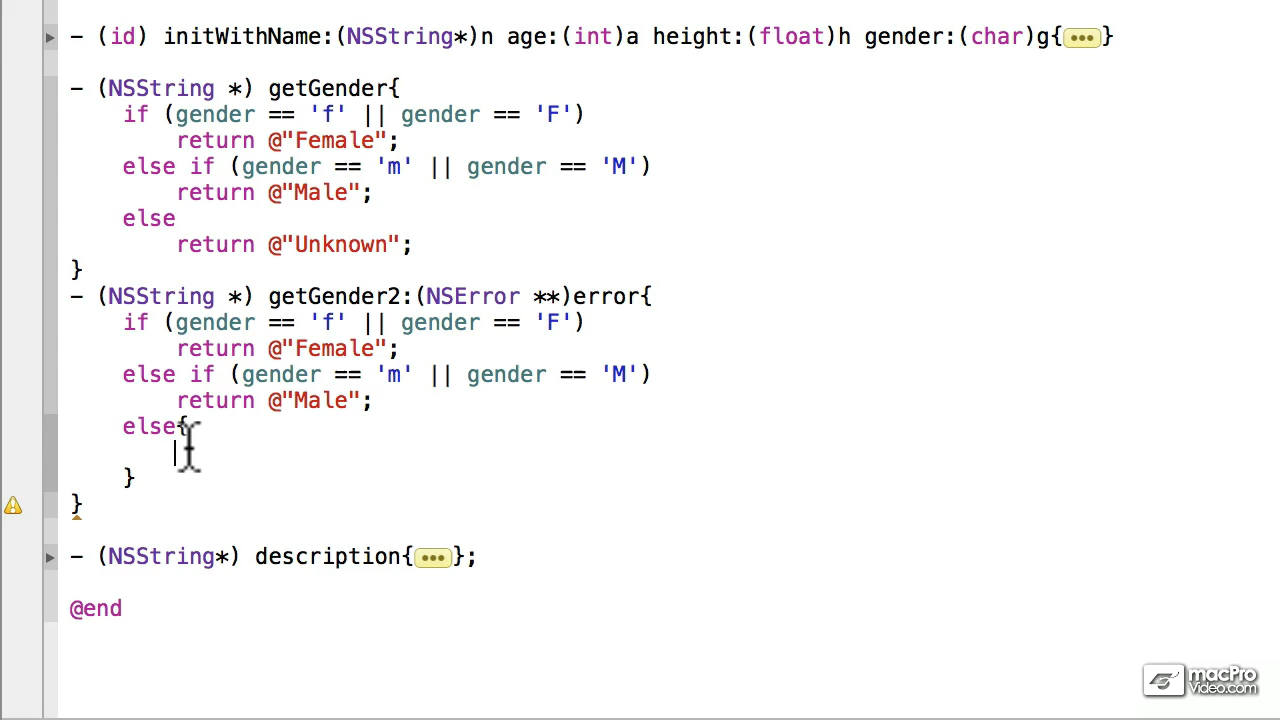 - (id) initWithName:(NSString*)n age:(int)a height:(float)h gender:(char)g{•••}
- (NSString *) getGender{
if (gender == 'f' || gender == 'F')
return @"Female";
else if (gender == 'm' || gender == 'M')
return @"Male";
else
return @"Unknown";
}
- (NSString *) getGender2:(NSError **)error{
if (gender == 'f' || gender == 'F')
return @"Female";
else if (gender == 'm' || gender == 'M')
return @"Male";
else{
}
}
- (NSString*) description{•••};
@end
macPro
Video.com